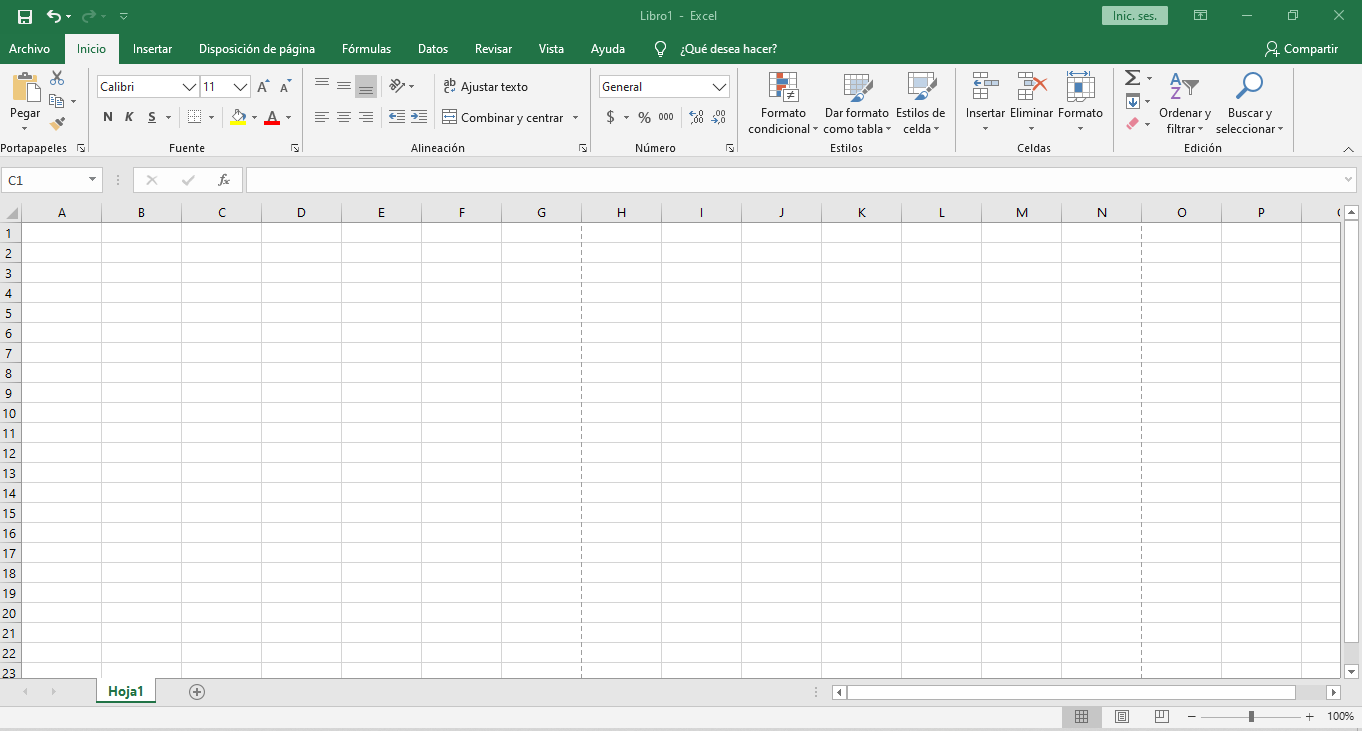 Libro1 - Excel
Inic. ses.
Archivo Inicio Insertar Disposición de página Fórmulas Datos Revisar Vista Ayuda ¿Qué desea hacer? Compartir
Pegar
Portapapeles
Calibri 11
N K S
Fuente
Ajustar texto
Combinar y centrar
Alineación
General
$ % 000
Número
Formato condicional
Dar formato como tabla
Estilos de celda
Estilos
Insertar Eliminar Formato
Celdas
Ordenar y filtrar
Buscar y seleccionar
Edición
C1 fx
A B C D E F G H I J K L M N O P
1
2
3
4
5
6
7
8
9
10
11
12
13
14
15
16
17
18
19
20
21
22
23
Hoja1
100%